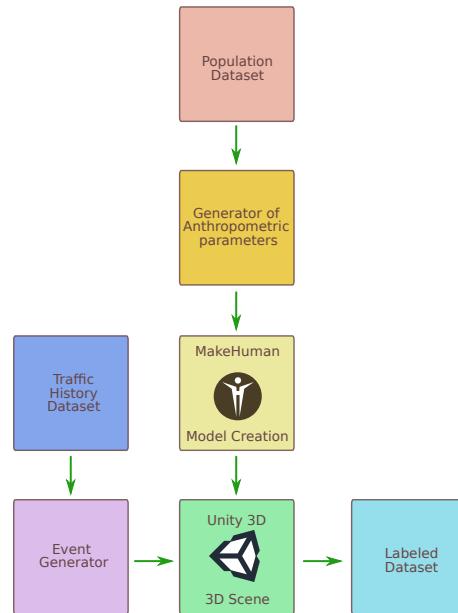 Population
Dataset
Generator of
Anthropometric
parameters
MakeHuman
Model Creation
Traffic
History
Dataset
Event
Generator
Unity 3D
3D Scene
Labeled
Dataset